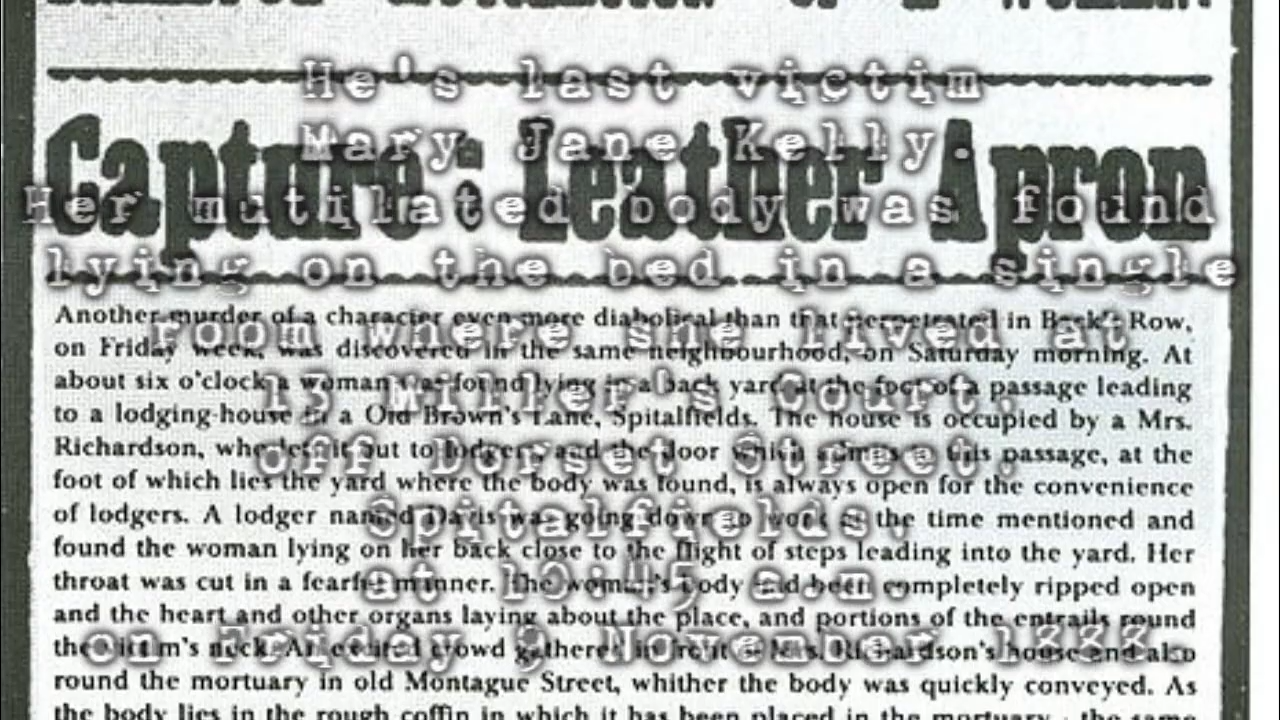 He's last victim
Mary Jane Kelly.
Her mutilated body was found
lying on the bed in a single
room where she lived at
13 Miller's Court,
off Dorset Street,
Spitalfields,
at 10:45 a.m.
on Friday 9 November 1888.
Capture : Leather Apron
Another murder of a character even more diabolical than that perpetrated in Buck's Row,
on Friday week, was discovered in the same neighbourhood, on Saturday morning. At
about six o'clock a woman was found lying in a back yard at the foot of a passage leading
to a lodging-house in a Old Brown's Lane, Spitalfields. The house is occupied by a Mrs.
Richardson, who lets it out to lodgers, and the door which admits to this passage, at the
foot of which lies the yard where the body was found, is always open for the convenience
of lodgers. A lodger named Davis was going down to work at the time mentioned and
found the woman lying on her back close to the flight of steps leading into the yard. Her
throat was cut in a fearful manner. The woman's body had been completely ripped open
and the heart and other organs laying about the place, and portions of the entrails round
the victim's neck. An excited crowd gathered in front of Mrs. Richardson's house and also
round the mortuary in old Montague Street, whither the body was quickly conveyed. As
the body lies in the rough coffin in which it has been placed in the mortuary - the same